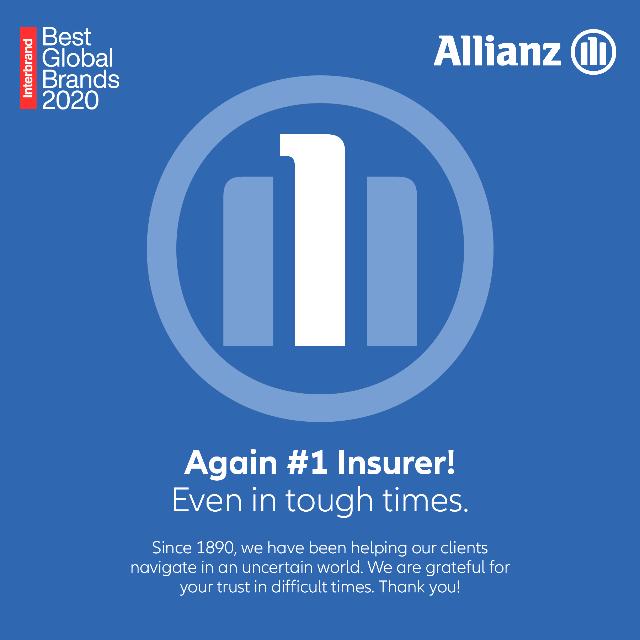 Interbrand
Best
Global
Brands
2020
Allianz
Again #1 Insurer!
Even in tough times.
Since 1890, we have been helping our clients
navigate in an uncertain world. We are grateful for
your trust in difficult times. Thank you!